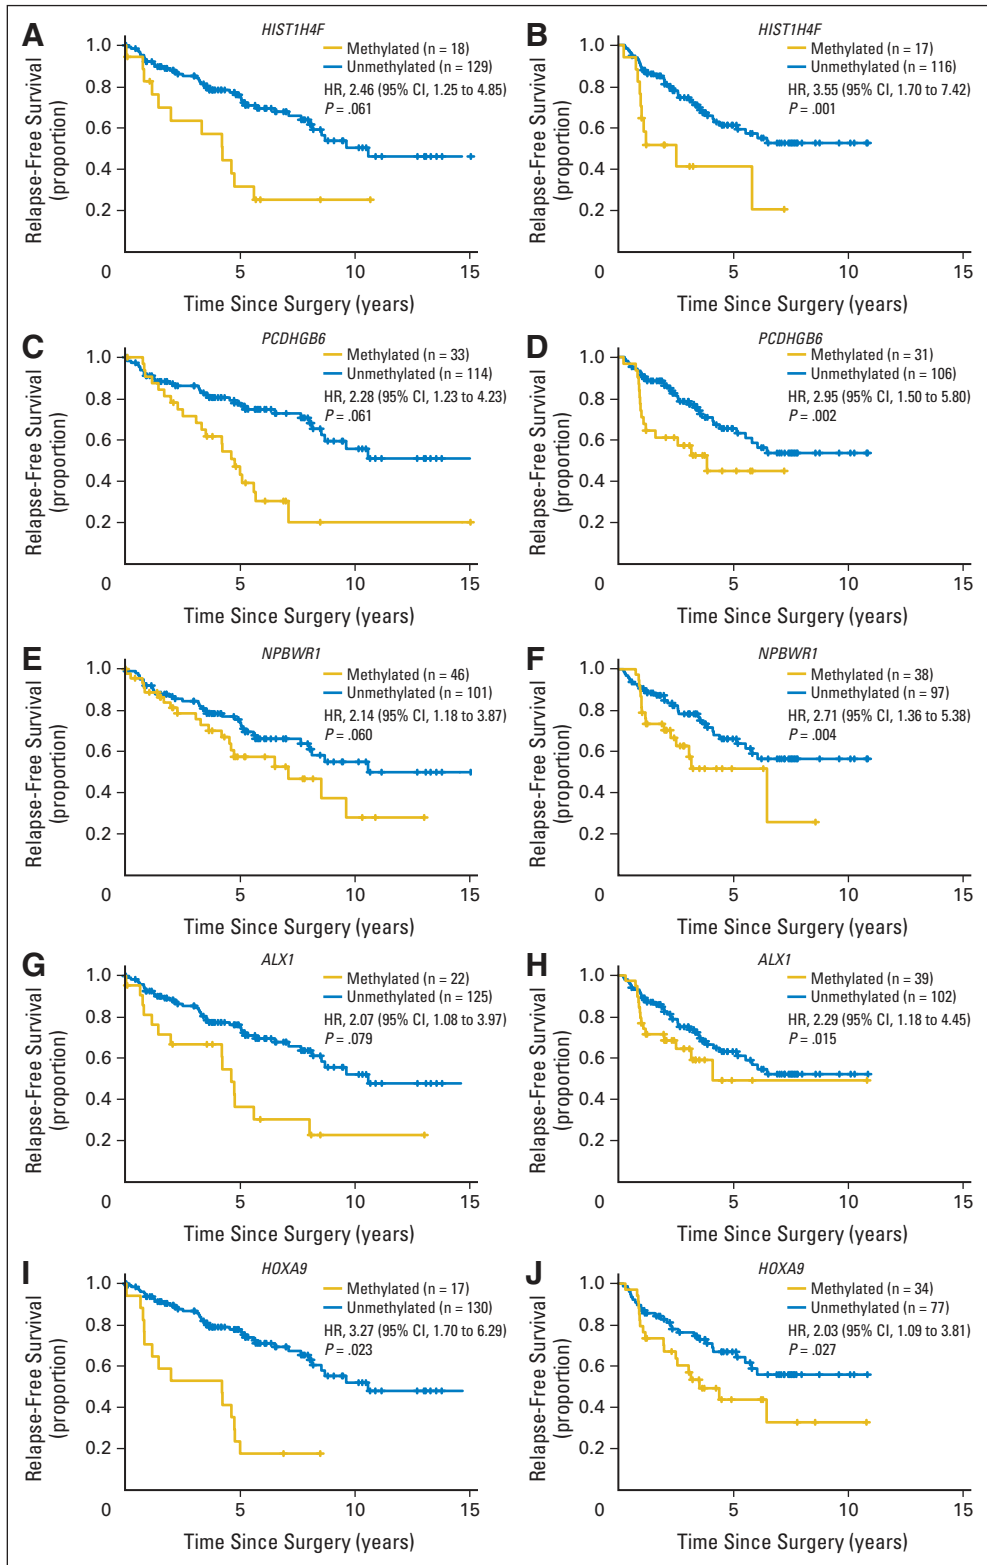 A
HIST1H4F
Methylated (n = 18)
Unmethylated (n = 129)
HR, 2.46 (95% CI, 1.25 to 4.85)
P = .061
Relapse-Free Survival
(proportion)
1.0
0.8
0.6
0.4
0.2
0
5
10
15
Time Since Surgery (years)
B
HIST1H4F
Methylated (n = 17)
Unmethylated (n = 116)
HR, 3.55 (95% CI, 1.70 to 7.42)
P = .001
Relapse-Free Survival
(proportion)
1.0
0.8
0.6
0.4
0.2
0
5
10
15
Time Since Surgery (years)
C
PCDHGB6
Methylated (n = 33)
Unmethylated (n = 114)
HR, 2.28 (95% CI, 1.23 to 4.23)
P = .061
Relapse-Free Survival
(proportion)
1.0
0.8
0.6
0.4
0.2
0
5
10
15
Time Since Surgery (years)
D
PCDHGB6
Methylated (n = 31)
Unmethylated (n = 106)
HR, 2.95 (95% CI, 1.50 to 5.80)
P = .002
Relapse-Free Survival
(proportion)
1.0
0.8
0.6
0.4
0.2
0
5
10
15
Time Since Surgery (years)
E
NPBWR1
Methylated (n = 46)
Unmethylated (n = 101)
HR, 2.14 (95% CI, 1.18 to 3.87)
P = .060
Relapse-Free Survival
(proportion)
1.0
0.8
0.6
0.4
0.2
0
5
10
15
Time Since Surgery (years)
F
NPBWR1
Methylated (n = 38)
Unmethylated (n = 97)
HR, 2.71 (95% CI, 1.36 to 5.38)
P = .004
Relapse-Free Survival
(proportion)
1.0
0.8
0.6
0.4
0.2
0
5
10
15
Time Since Surgery (years)
G
ALX1
Methylated (n = 22)
Unmethylated (n = 125)
HR, 2.07 (95% CI, 1.08 to 3.97)
P = .079
Relapse-Free Survival
(proportion)
1.0
0.8
0.6
0.4
0.2
0
5
10
15
Time Since Surgery (years)
H
ALX1
Methylated (n = 39)
Unmethylated (n = 102)
HR, 2.29 (95% CI, 1.18 to 4.45)
P = .015
Relapse-Free Survival
(proportion)
1.0
0.8
0.6
0.4
0.2
0
5
10
15
Time Since Surgery (years)
I
HOXA9
Methylated (n = 17)
Unmethylated (n = 130)
HR, 3.27 (95% CI, 1.70 to 6.29)
P = .023
Relapse-Free Survival
(proportion)
1.0
0.8
0.6
0.4
0.2
0
5
10
15
Time Since Surgery (years)
J
HOXA9
Methylated (n = 34)
Unmethylated (n = 77)
HR, 2.03 (95% CI, 1.09 to 3.81)
P = .027
Relapse-Free Survival
(proportion)
1.0
0.8
0.6
0.4
0.2
0
5
10
15
Time Since Surgery (years)